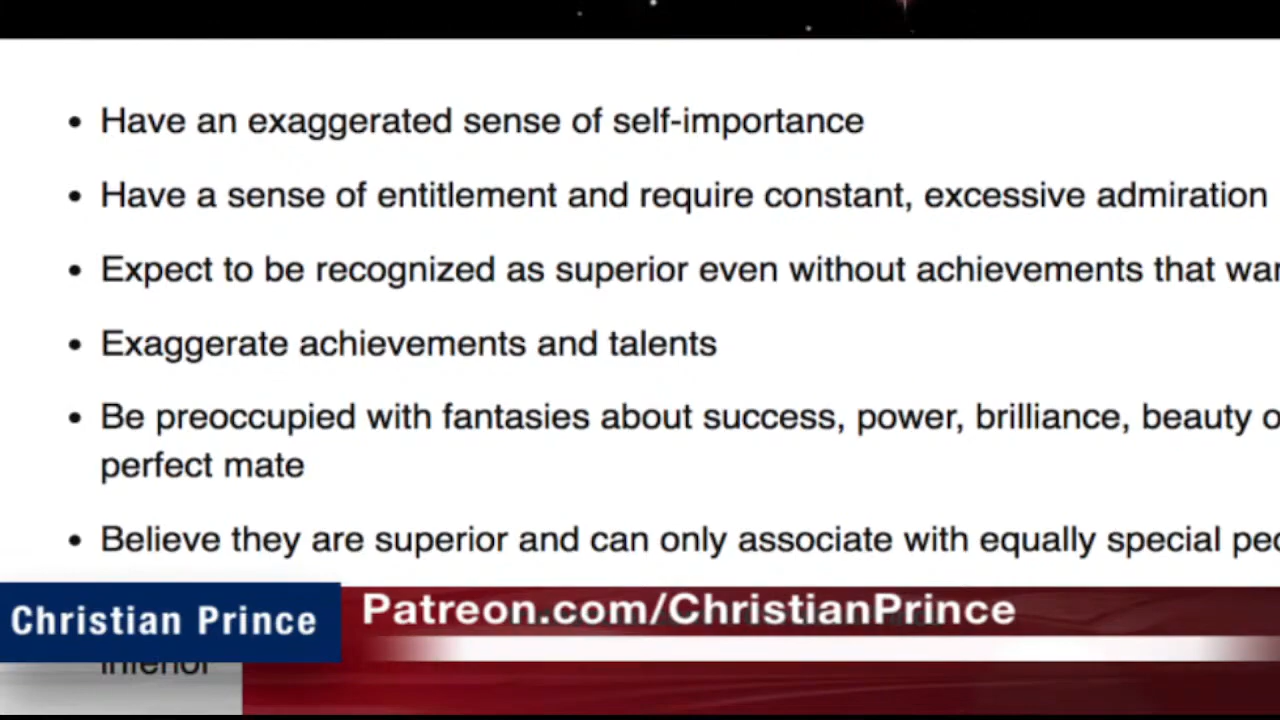 • Have an exaggerated sense of self-importance
• Have a sense of entitlement and require constant, excessive admiration
• Expect to be recognized as superior even without achievements that
• Exaggerate achievements and talents
• Be preoccupied with fantasies about success, power, brilliance, beauty
perfect mate
• Believe they are superior and can only associate with equally special
Christian Prince
Patreon.com/ChristianPrince
inferior